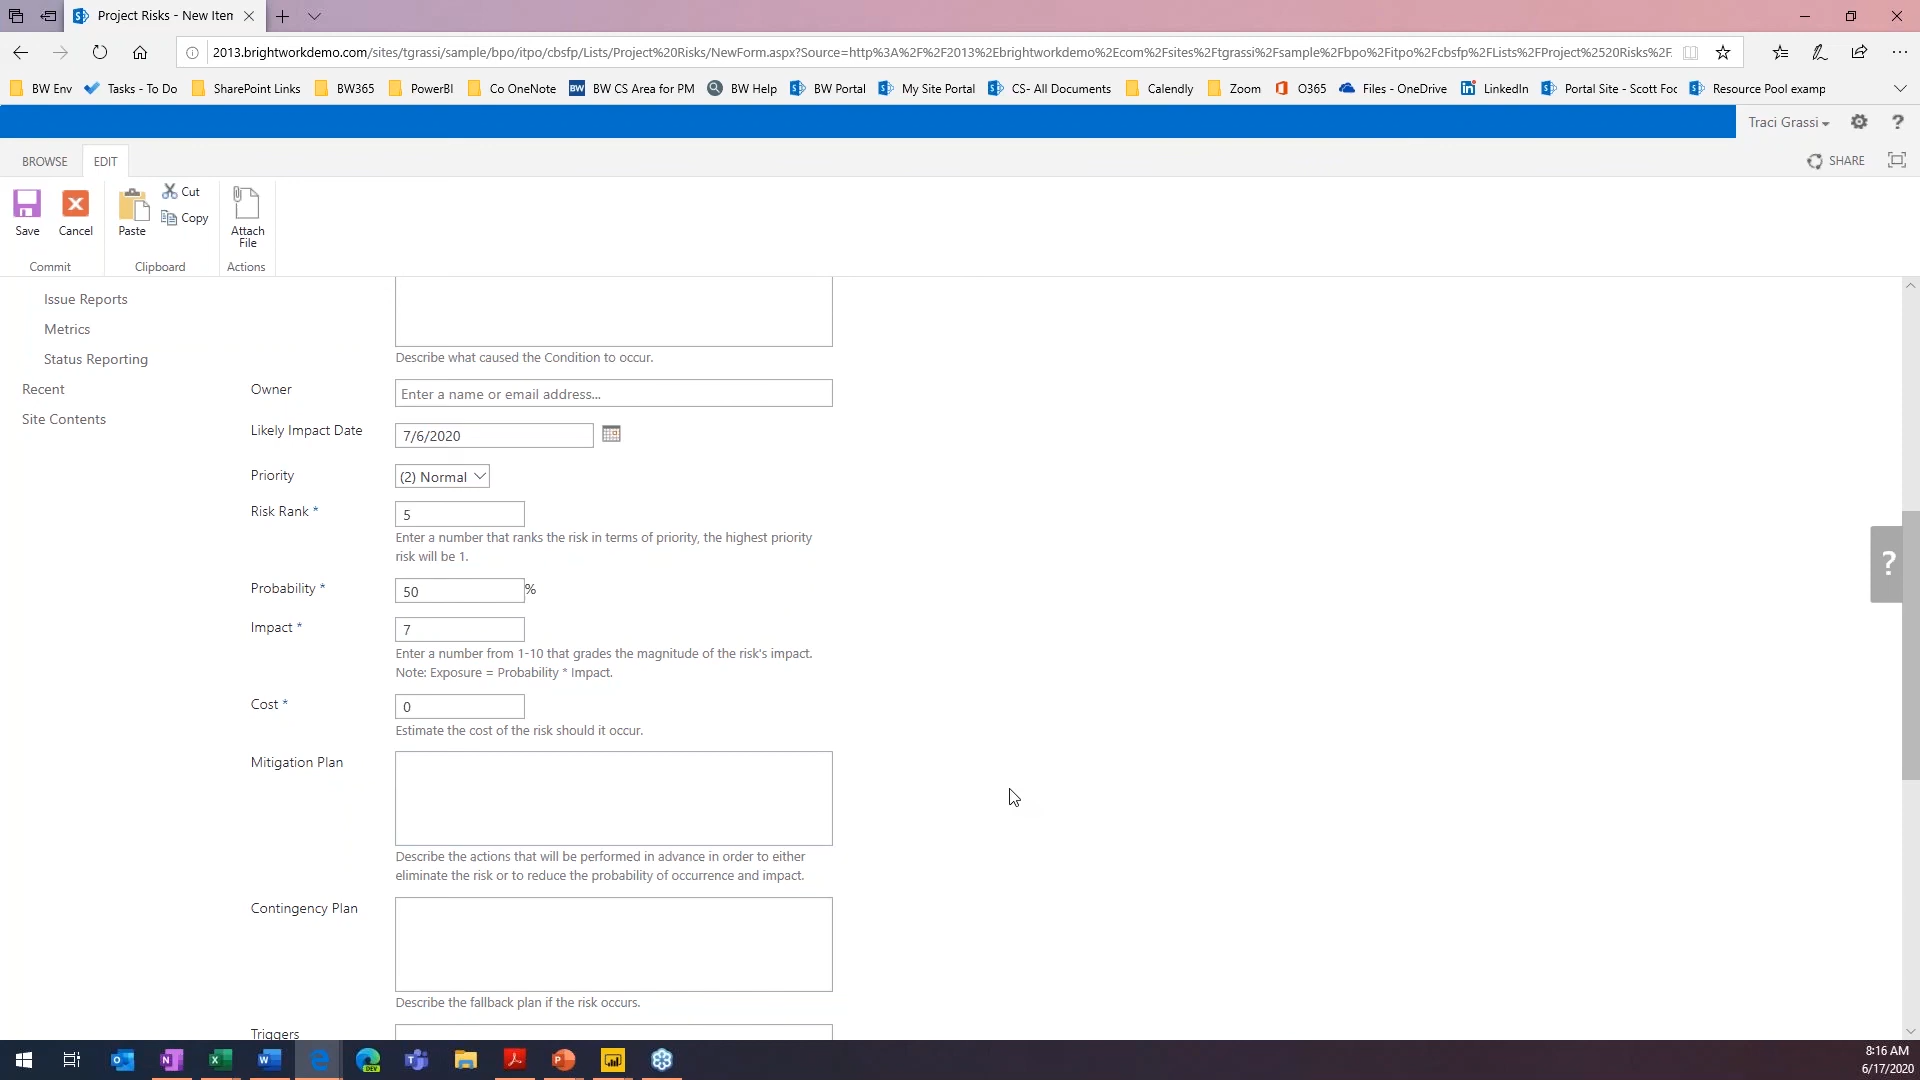 Project Risks - New Iten
2013.brightworkdemo.com/sites/tgrassi/sample/bpo/itpo/cbsfp/Lists/Project%20Risks/NewForm.aspx?Source=http%3A%2F%2F2013%2Ebrightworkdemo%2Ecom%2Fsites%2Ftgrassi%2Fsample%2Fbpo%2Fitpo%2Fcbsfp%2FLists%2FProject%2520Risks%2F.
BW Env Tasks - To Do SharePoint Links BW365 PowerBI Co OneNote BW BW CS Area for PM BW Help BW Portal My Site Portal CS- All Documents Calendly Zoom O365 Files - OneDrive LinkedIn Portal Site - Scott Foc Resource Pool examp
Traci Grassi
BROWSE EDIT SHARE
Save Cancel Paste Cut Copy Attach File
Commit Clipboard Actions
Issue Reports
Metrics
Status Reporting
Recent
Site Contents
Describe what caused the Condition to occur.
Owner Enter a name or email address...
Likely Impact Date 7/6/2020
Priority (2) Normal
Risk Rank * 5
Enter a number that ranks the risk in terms of priority, the highest priority
risk will be 1.
Probability * 50 %
Impact * 7
Enter a number from 1-10 that grades the magnitude of the risk's impact.
Note: Exposure = Probability * Impact.
Cost * 0
Estimate the cost of the risk should it occur.
Mitigation Plan
Describe the actions that will be performed in advance in order to either
eliminate the risk or to reduce the probability of occurrence and impact.
Contingency Plan
Describe the fallback plan if the risk occurs.
Triggers
?
8:16 AM
6/17/2020